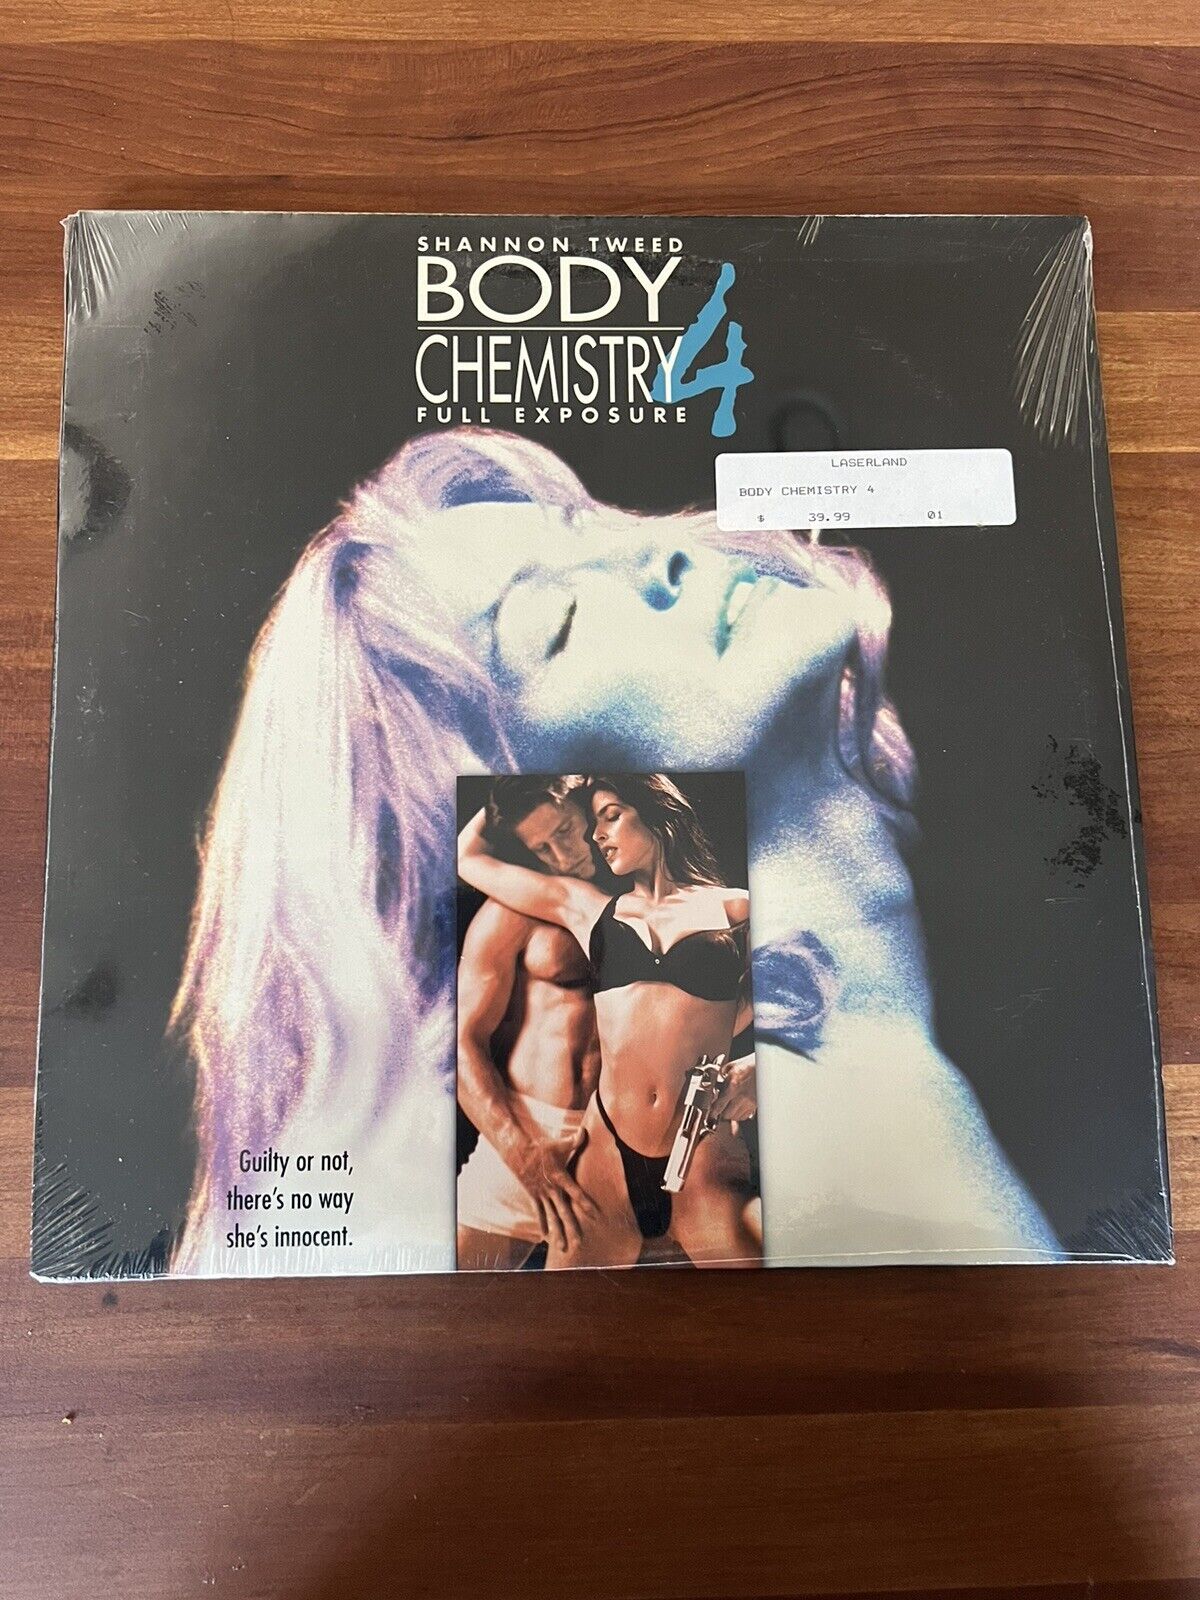 SHANNON TWEED
BODY
CHEMISTRY 4
FULL EXPOSURE
LASERLAND
BODY CHEMISTRY 4
$ 39.99 01
Guilty or not,
there's no way
she's innocent.